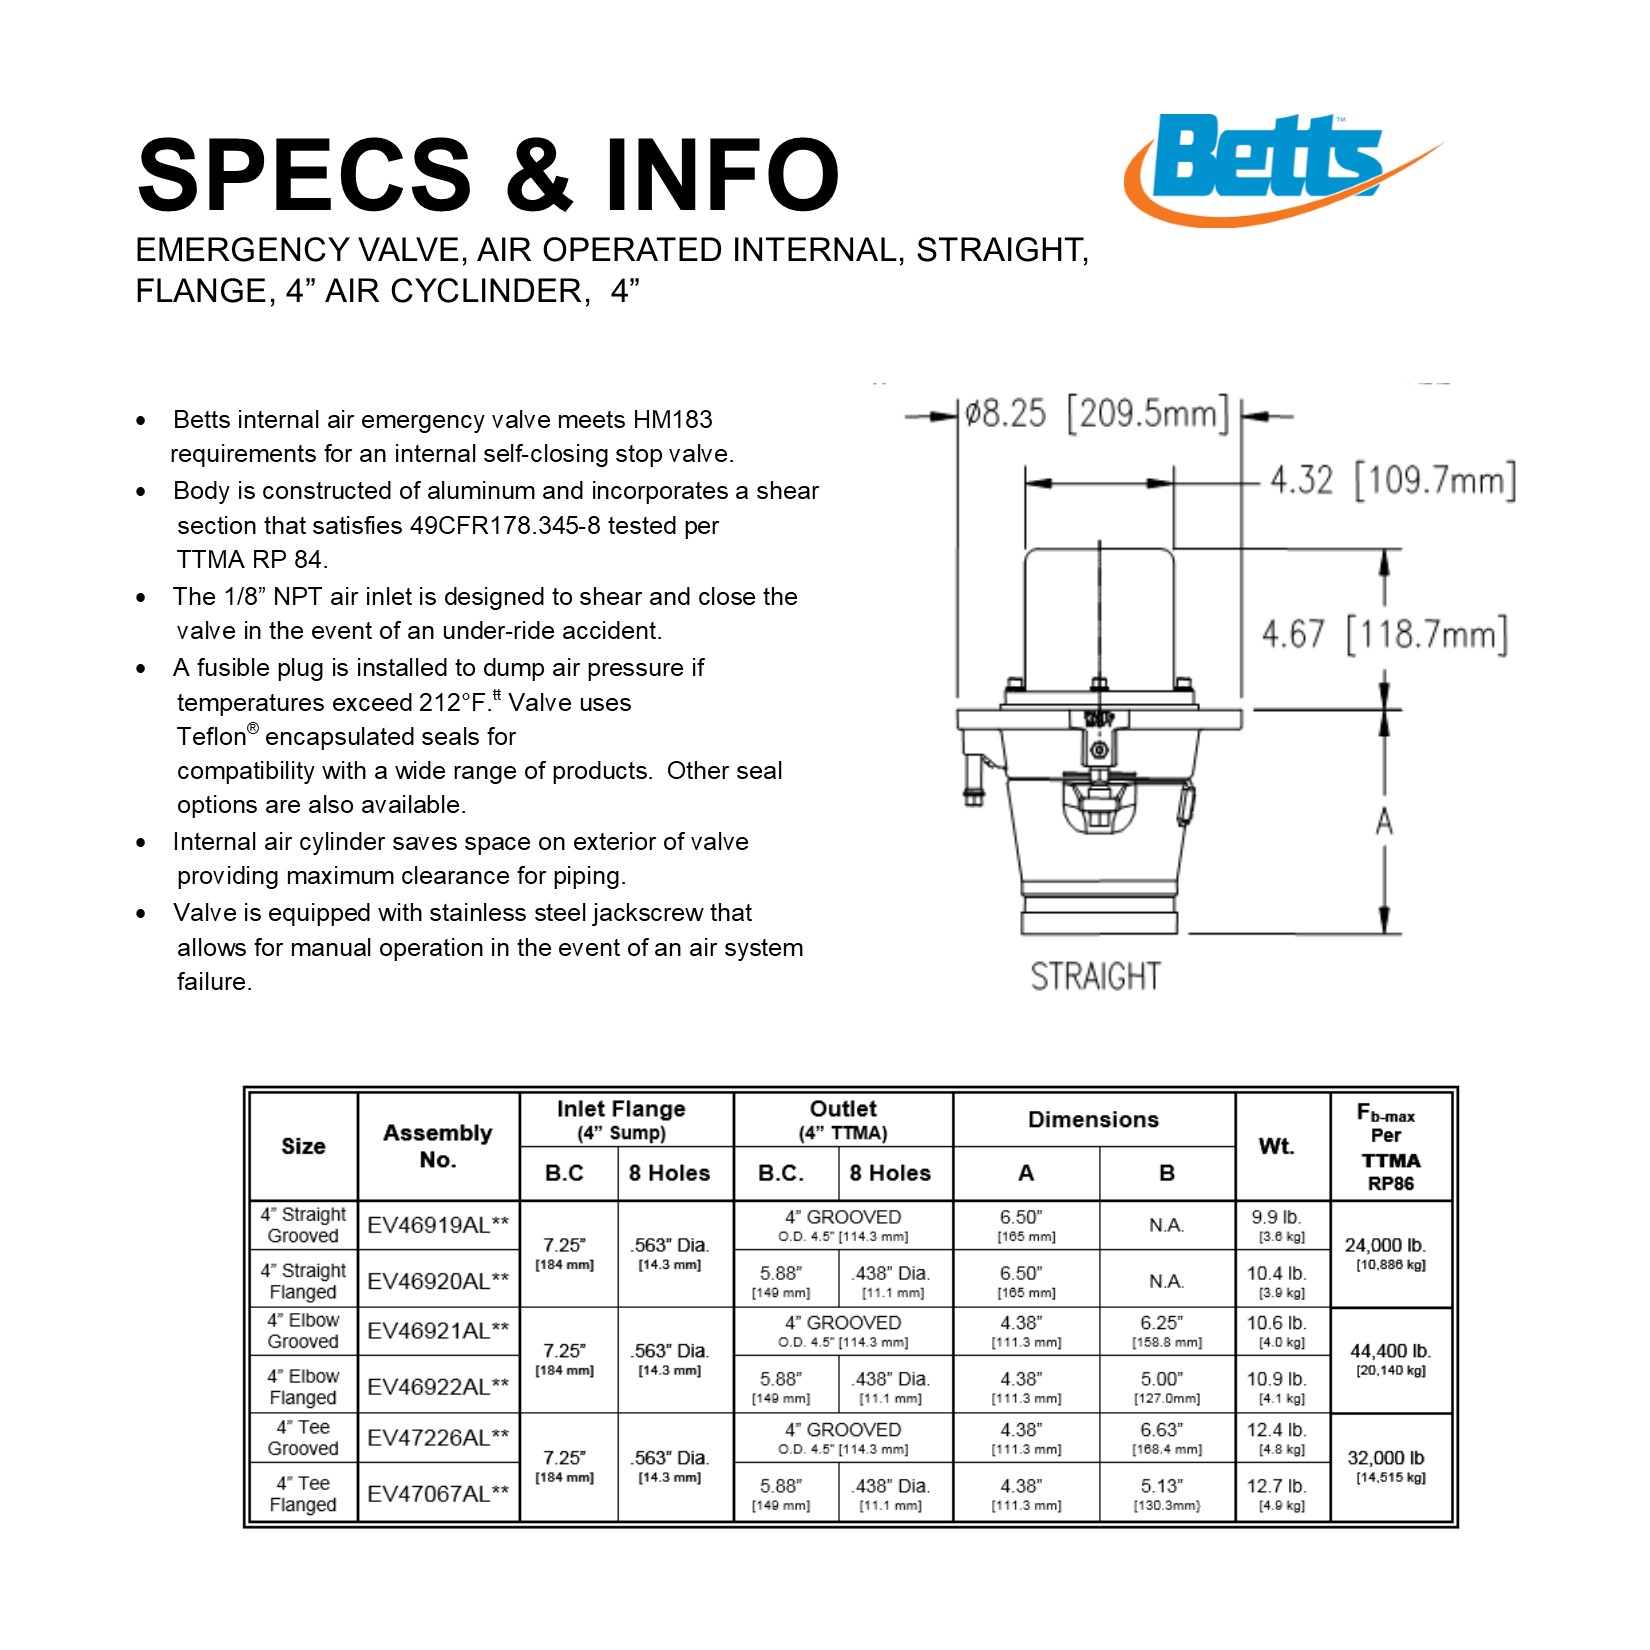 Betts™
SPECS & INFO
EMERGENCY VALVE, AIR OPERATED INTERNAL, STRAIGHT,
FLANGE, 4” AIR CYCLINDER,  4”
• Betts internal air emergency valve meets HM183
requirements for an internal self-closing stop valve.
• Body is constructed of aluminum and incorporates a shear
section that satisfies 49CFR178.345-8 tested per
TTMA RP 84.
• The 1/8” NPT air inlet is designed to shear and close the
valve in the event of an under-ride accident.
• A fusible plug is installed to dump air pressure if
temperatures exceed 212°F.tt Valve uses
Teflon® encapsulated seals for
compatibility with a wide range of products.  Other seal
options are also available.
• Internal air cylinder saves space on exterior of valve
providing maximum clearance for piping.
• Valve is equipped with stainless steel jackscrew that
allows for manual operation in the event of an air system
failure.
ø8.25 [209.5mm]
4.32 [109.7mm]
4.67 [118.7mm]
A
STRAIGHT
Size
Assembly
No.
Inlet Flange
(4” Sump)
Outlet
(4” TTMA)
Dimensions
Wt.
Fb-max
Per
TTMA
RP86
B.C
8 Holes
B.C.
8 Holes
A
B
4” Straight
Grooved
EV46919AL**
7.25”
[184 mm]
.563” Dia.
[14.3 mm]
4” GROOVED
O.D. 4.5” [114.3 mm]
6.50”
[165 mm]
N.A.
9.9 lb.
[3.6 kg]
24,000 lb.
[10,886 kg]
4” Straight
Flanged
EV46920AL**
5.88”
[149 mm]
.438” Dia.
[11.1 mm]
6.50”
[165 mm]
N.A.
10.4 lb.
[3.9 kg]
4” Elbow
Grooved
EV46921AL**
7.25”
[184 mm]
.563” Dia.
[14.3 mm]
4” GROOVED
O.D. 4.5” [114.3 mm]
4.38”
[111.3 mm]
6.25”
[158.8 mm]
10.6 lb.
[4.0 kg]
44,400 lb.
[20,140 kg]
4” Elbow
Flanged
EV46922AL**
5.88”
[149 mm]
.438” Dia.
[11.1 mm]
4.38”
[111.3 mm]
5.00”
[127.0mm]
10.9 lb.
[4.1 kg]
4” Tee
Grooved
EV47226AL**
7.25”
[184 mm]
.563” Dia.
[14.3 mm]
4” GROOVED
O.D. 4.5” [114.3 mm]
4.38”
[111.3 mm]
6.63”
[168.4 mm]
12.4 lb.
[4.8 kg]
32,000 lb
[14,515 kg]
4” Tee
Flanged
EV47067AL**
5.88”
[149 mm]
.438” Dia.
[11.1 mm]
4.38”
[111.3 mm]
5.13”
[130.3mm}
12.7 lb.
[4.9 kg]